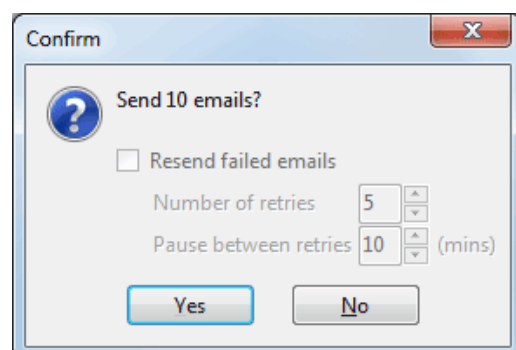 Confirm
Send 10 emails?
Resend failed emails
Number of retries 5
Pause between retries 10 (mins)
Yes No